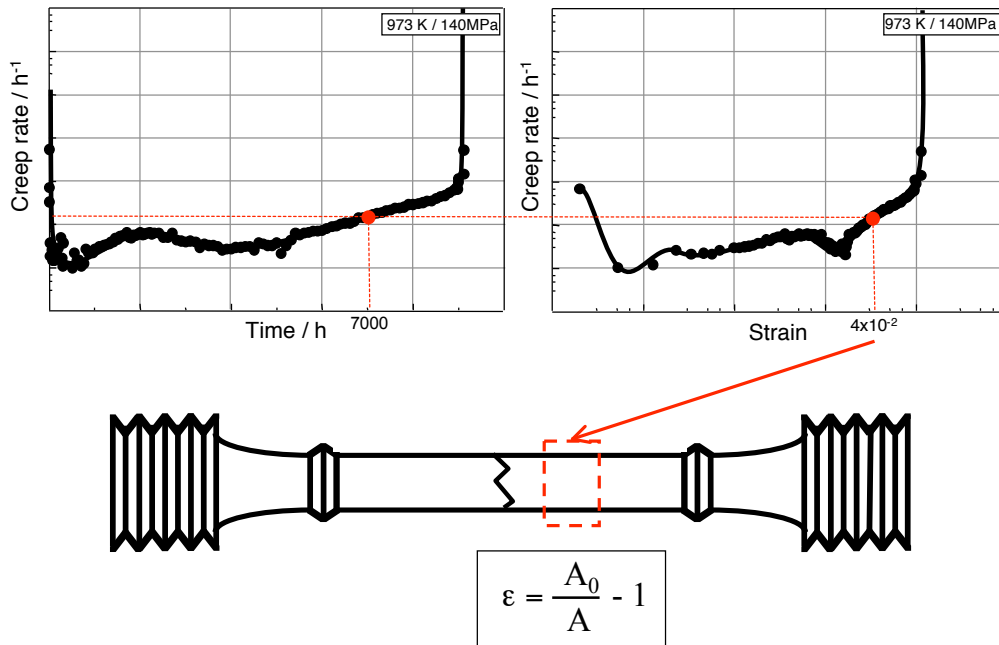 973 K / 140MPa
Creep rate / h⁻¹
Time / h
7000
973 K / 140MPa
Creep rate / h⁻¹
Strain
4x10⁻²
ε = A₀/A - 1